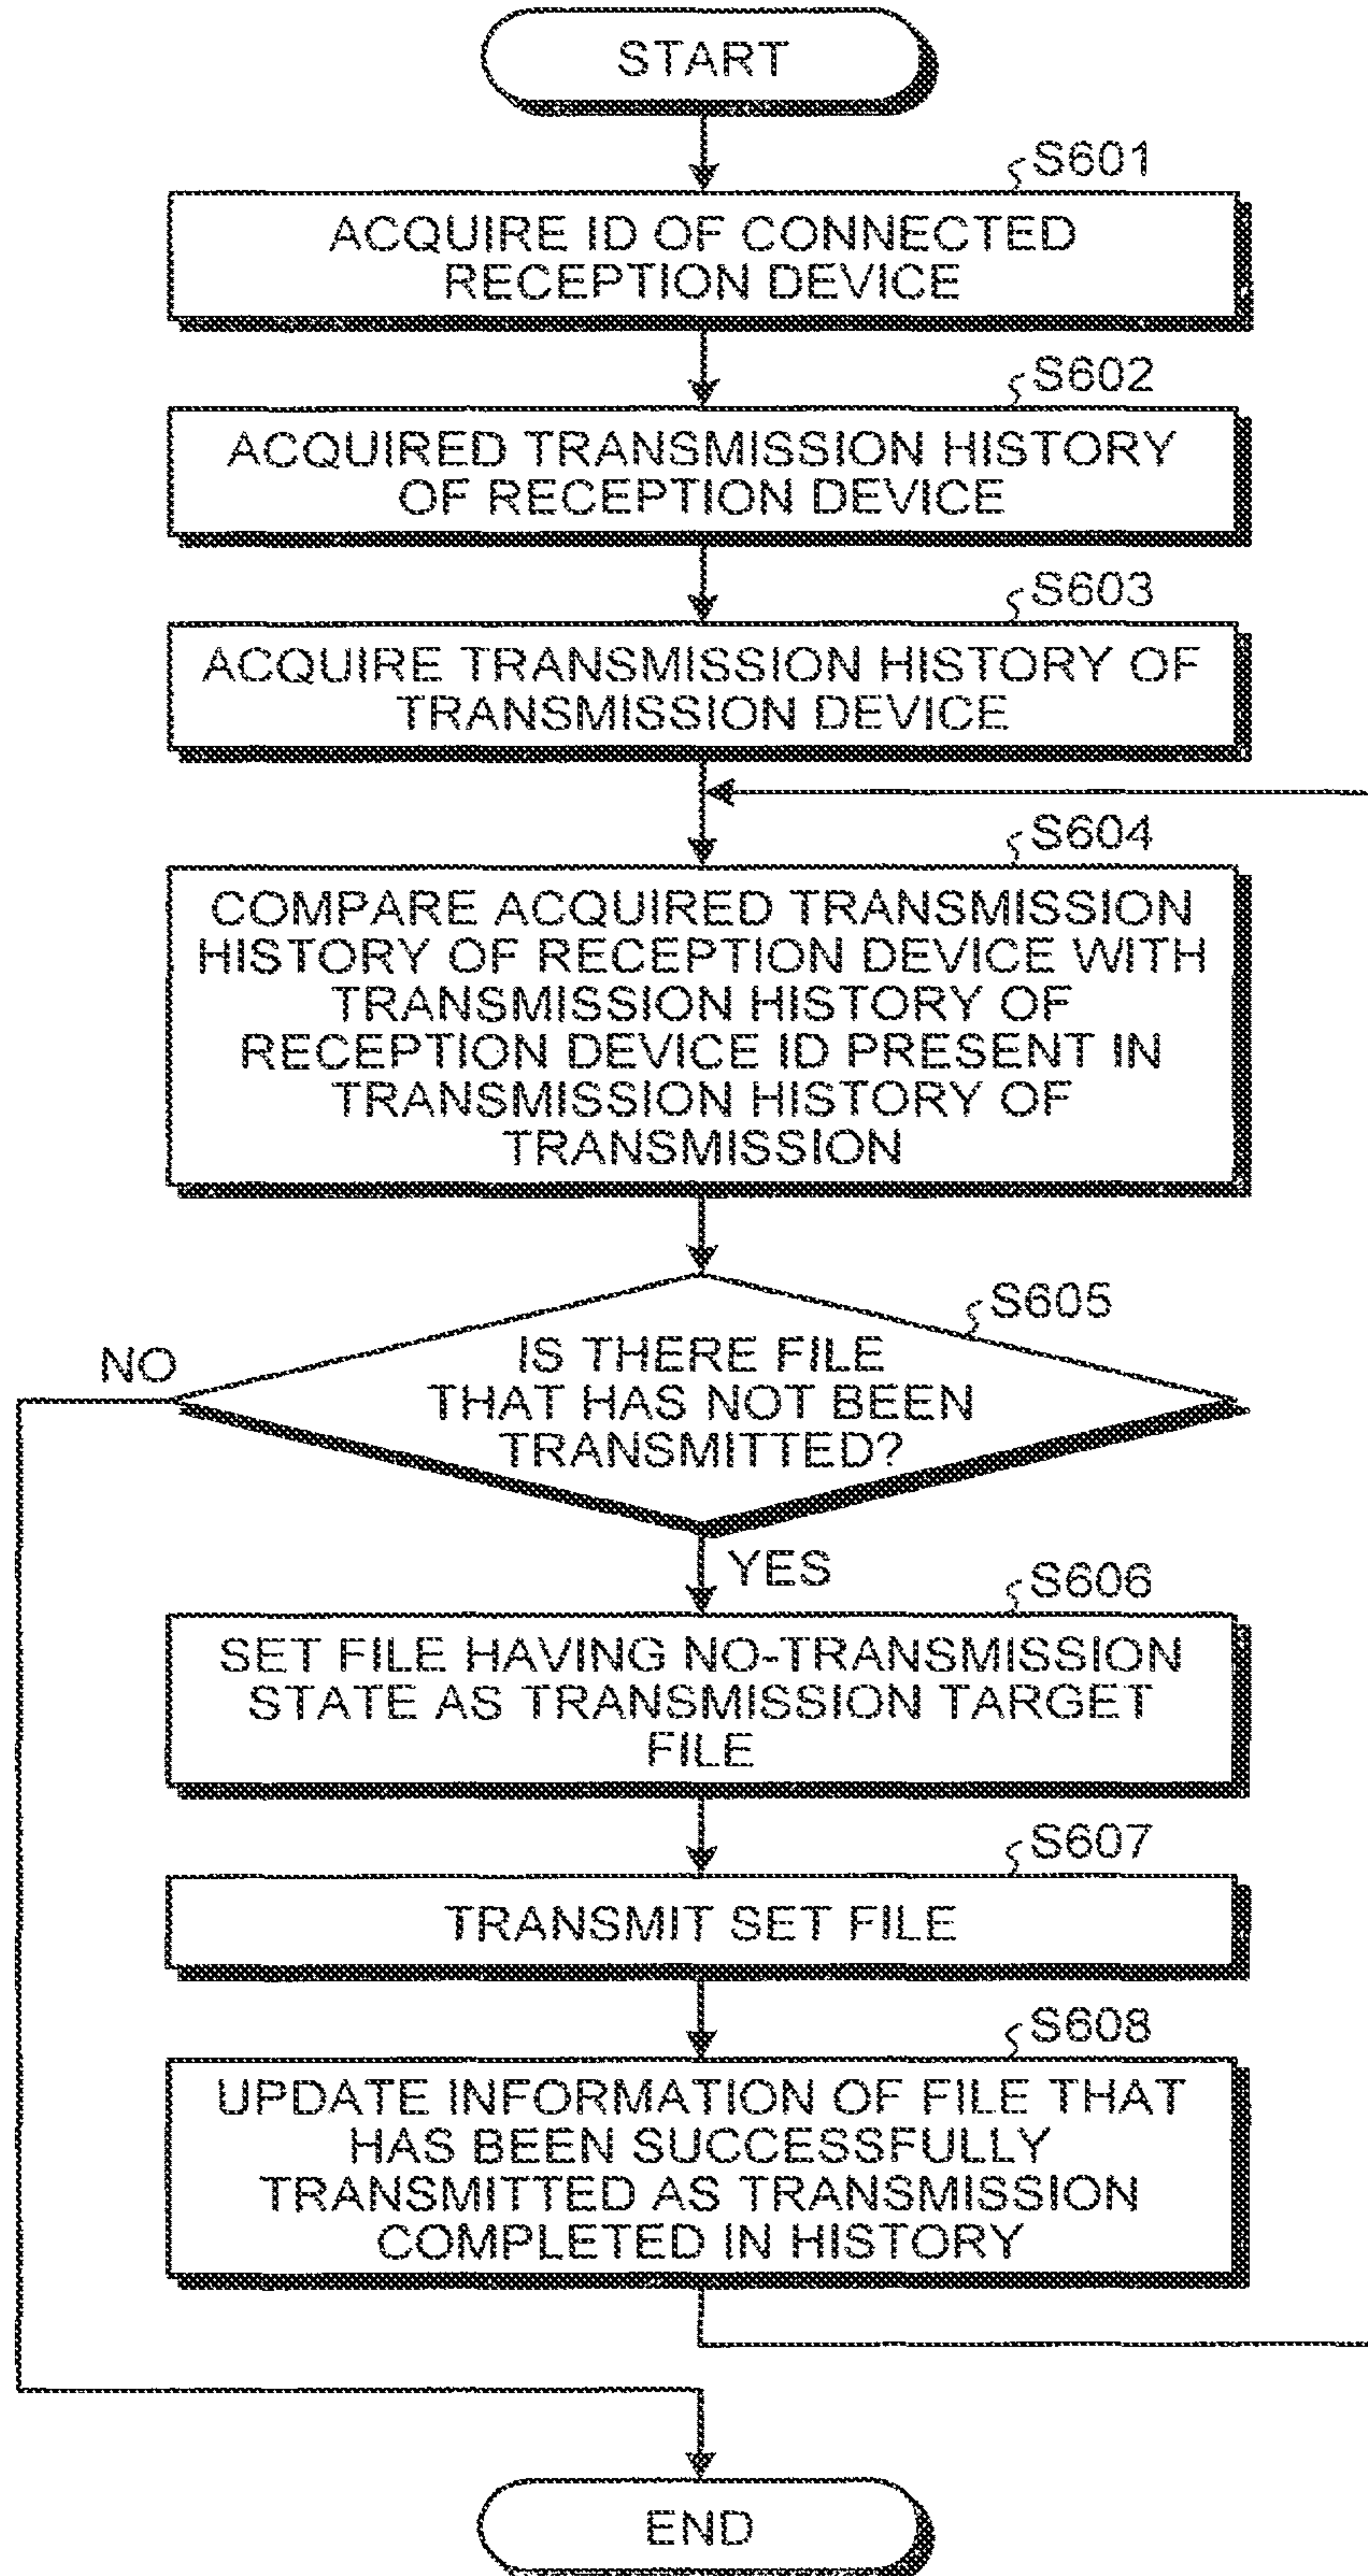 START
S601
ACQUIRE ID OF CONNECTED
RECEPTION DEVICE
S602
ACQUIRED TRANSMISSION HISTORY
OF RECEPTION DEVICE
S603
ACQUIRE TRANSMISSION HISTORY OF
TRANSMISSION DEVICE
S604
COMPARE ACQUIRED TRANSMISSION
HISTORY OF RECEPTION DEVICE WITH
TRANSMISSION HISTORY OF
RECEPTION DEVICE ID PRESENT IN
TRANSMISSION HISTORY OF
TRANSMISSION
S605
NO
IS THERE FILE
THAT HAS NOT BEEN
TRANSMITTED?
YES
S606
SET FILE HAVING NO-TRANSMISSION
STATE AS TRANSMISSION TARGET
FILE
S607
TRANSMIT SET FILE
S608
UPDATE INFORMATION OF FILE THAT
HAS BEEN SUCCESSFULLY
TRANSMITTED AS TRANSMISSION
COMPLETED IN HISTORY
END